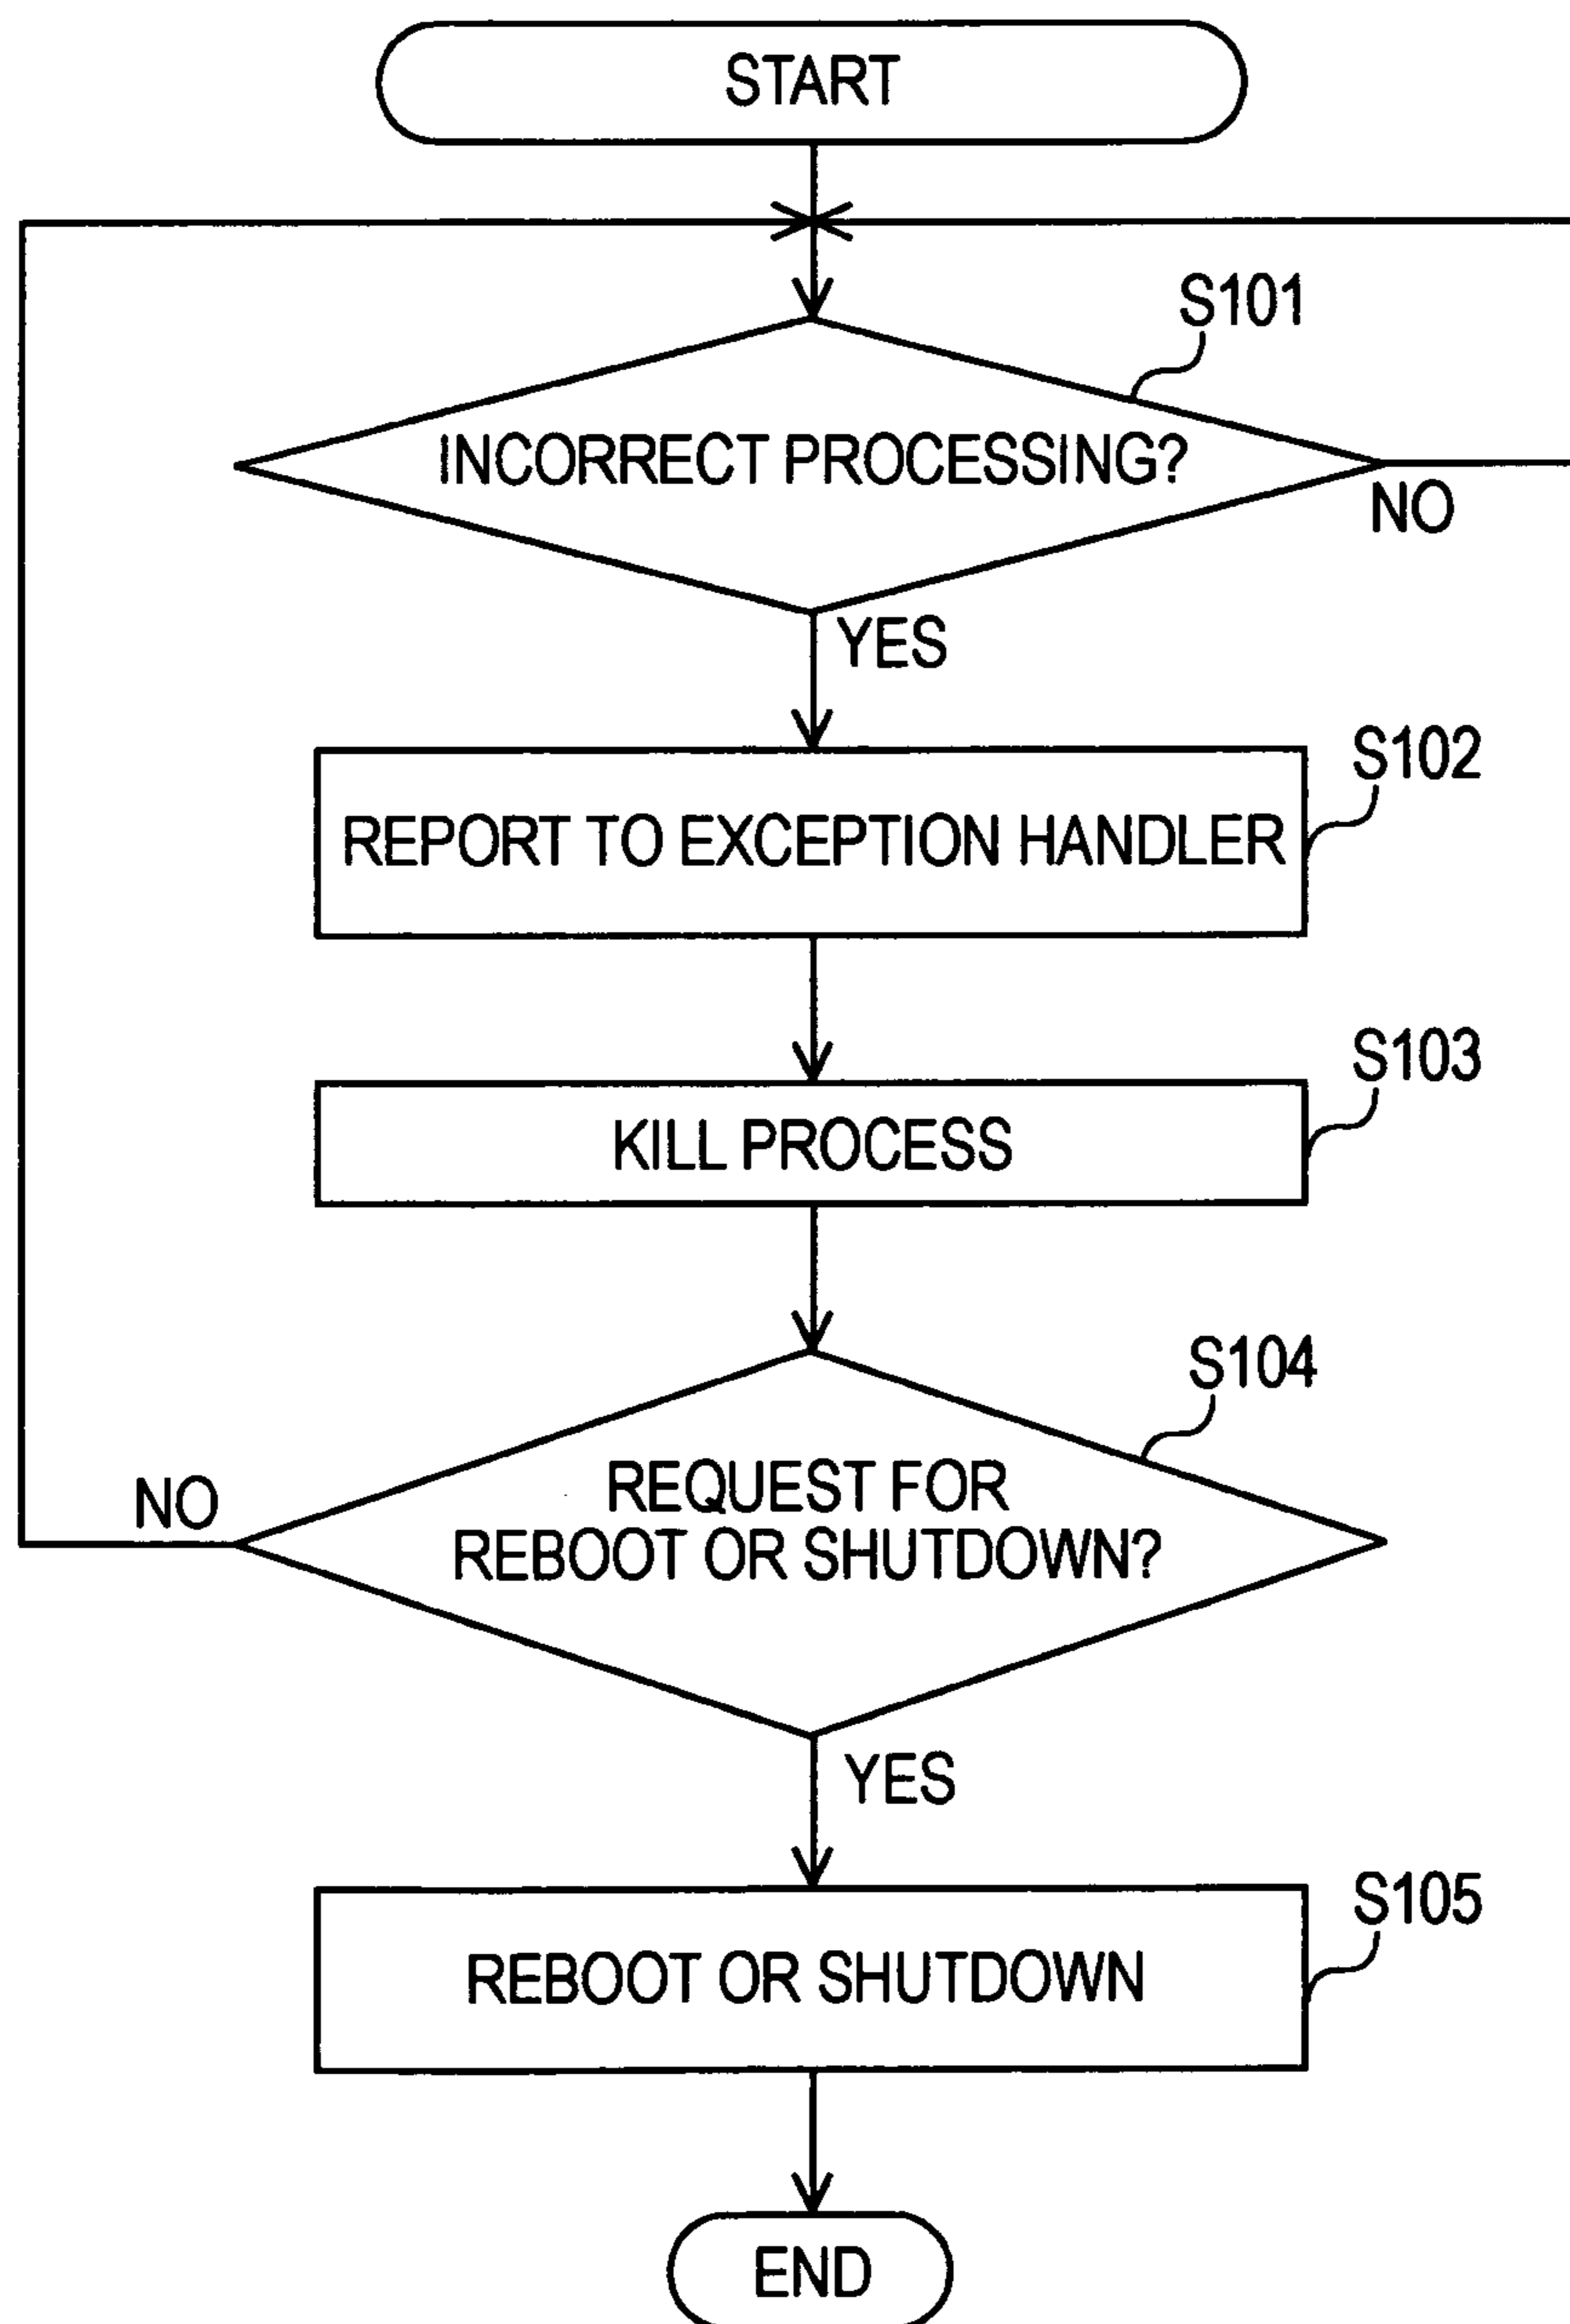 START
S101
INCORRECT PROCESSING?
NO
YES
S102
REPORT TO EXCEPTION HANDLER
S103
KILL PROCESS
S104
REQUEST FOR
REBOOT OR SHUTDOWN?
NO
YES
S105
REBOOT OR SHUTDOWN
END